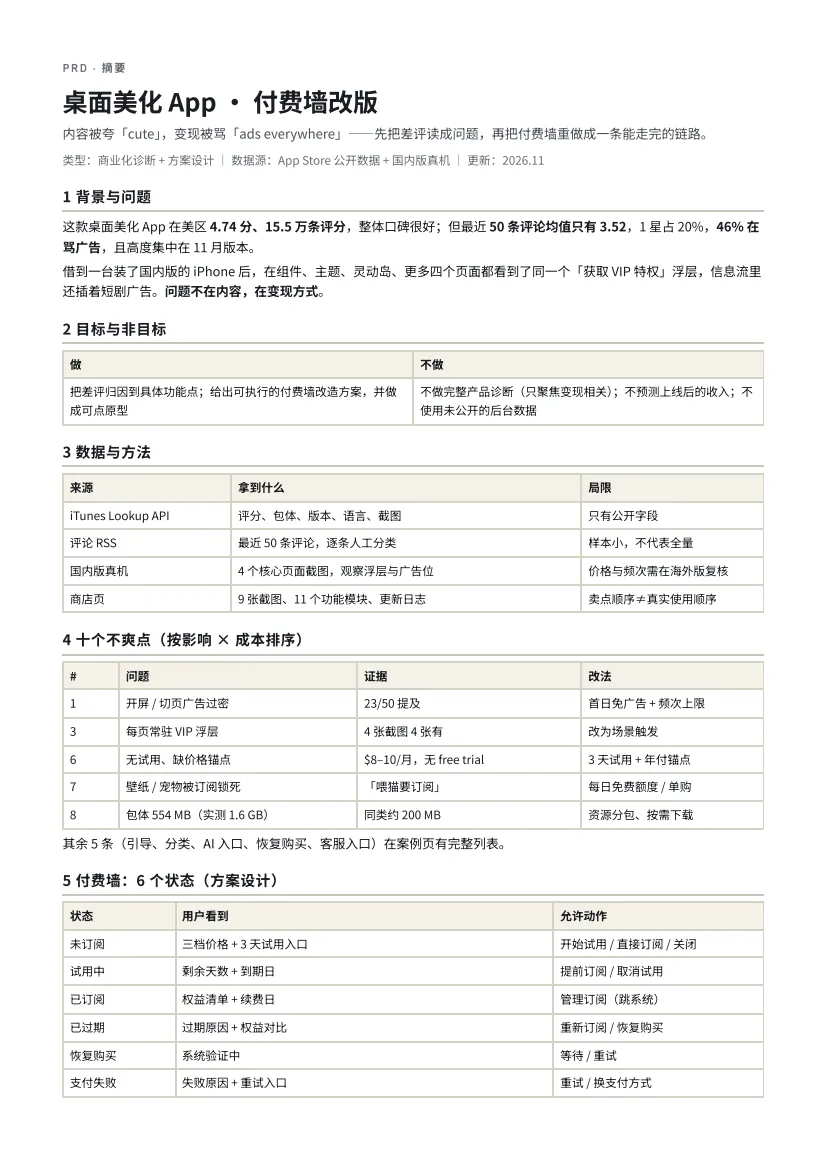 PRD · 摘要
桌面美化 App · 付费墙改版
内容被夸「cute」，变现被骂「ads everywhere」——先把差评读成问题，再把付费墙重做成一条能走完的链路。
类型：商业化诊断 + 方案设计 ｜ 数据源：App Store 公开数据 + 国内版真机 ｜ 更新：2026.11
1 背景与问题
这款桌面美化 App 在美区 4.74 分、15.5 万条评分，整体口碑很好；但最近 50 条评论均值只有 3.52，1 星占 20%，46% 在
骂广告，且高度集中在 11 月版本。
借到一台装了国内版的 iPhone 后，在组件、主题、灵动岛、更多四个页面都看到了同一个「获取 VIP 特权」浮层，信息流里
还插着短剧广告。问题不在内容，在变现方式。
2 目标与非目标
做 不做
把差评归因到具体功能点；给出可执行的付费墙改造方案，并做 不做完整产品诊断（只聚焦变现相关）；不预测上线后的收入；不
成可点原型 使用未公开的后台数据
3 数据与方法
来源 拿到什么 局限
iTunes Lookup API 评分、包体、版本、语言、截图 只有公开字段
评论 RSS 最近 50 条评论，逐条人工分类 样本小，不代表全量
国内版真机 4 个核心页面截图，观察浮层与广告位 价格与频次需在海外版复核
商店页 9 张截图、11 个功能模块、更新日志 卖点顺序≠真实使用顺序
4 十个不爽点（按影响 × 成本排序）
# 问题 证据 改法
1 开屏 / 切页广告过密 23/50 提及 首日免广告 + 频次上限
3 每页常驻 VIP 浮层 4 张截图 4 张有 改为场景触发
6 无试用、缺价格锚点 $8–10/月，无 free trial 3 天试用 + 年付锚点
7 壁纸 / 宠物被订阅锁死 「喂猫要订阅」 每日免费额度 / 单购
8 包体 554 MB（实测 1.6 GB） 同类约 200 MB 资源分包、按需下载
其余 5 条（引导、分类、AI 入口、恢复购买、客服入口）在案例页有完整列表。
5 付费墙：6 个状态（方案设计）
状态 用户看到 允许动作
未订阅 三档价格 + 3 天试用入口 开始试用 / 直接订阅 / 关闭
试用中 剩余天数 + 到期日 提前订阅 / 取消试用
已订阅 权益清单 + 续费日 管理订阅（跳系统）
已过期 过期原因 + 权益对比 重新订阅 / 恢复购买
恢复购买 系统验证中 等待 / 重试
支付失败 失败原因 + 重试入口 重试 / 换支付方式